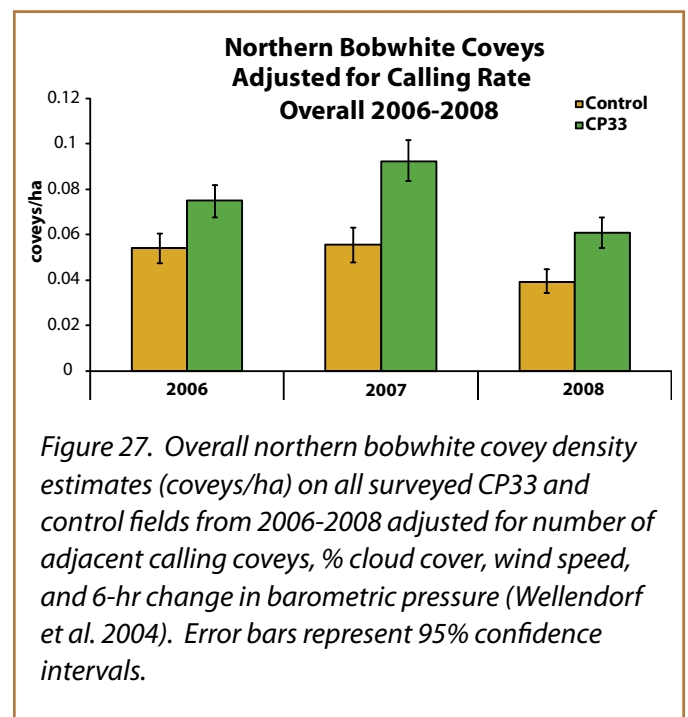 Northern Bobwhite Coveys
Adjusted for Calling Rate
Overall 2006-2008
Control
CP33
0.12
0.1
0.08
0.06
0.04
0.02
0
coveys/ha
2006
2007
2008
Figure 27. Overall northern bobwhite covey density
estimates (coveys/ha) on all surveyed CP33 and
control fields from 2006-2008 adjusted for number of
adjacent calling coveys, % cloud cover, wind speed,
and 6-hr change in barometric pressure (Wellendorf
et al. 2004). Error bars represent 95% confidence
intervals.